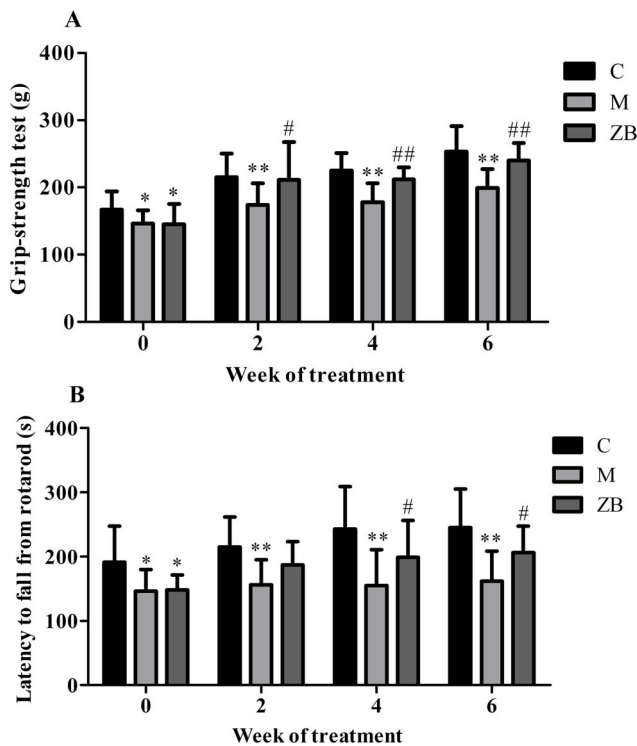 A
Grip-strength test (g)
400
300
200
100
0
* *
** #
** ##
** ##
0 2 4 6
Week of treatment
C
M
ZB
B
Latency to fall from rotarod (s)
400
300
200
100
0
* *
**
** #
** #
0 2 4 6
Week of treatment
C
M
ZB